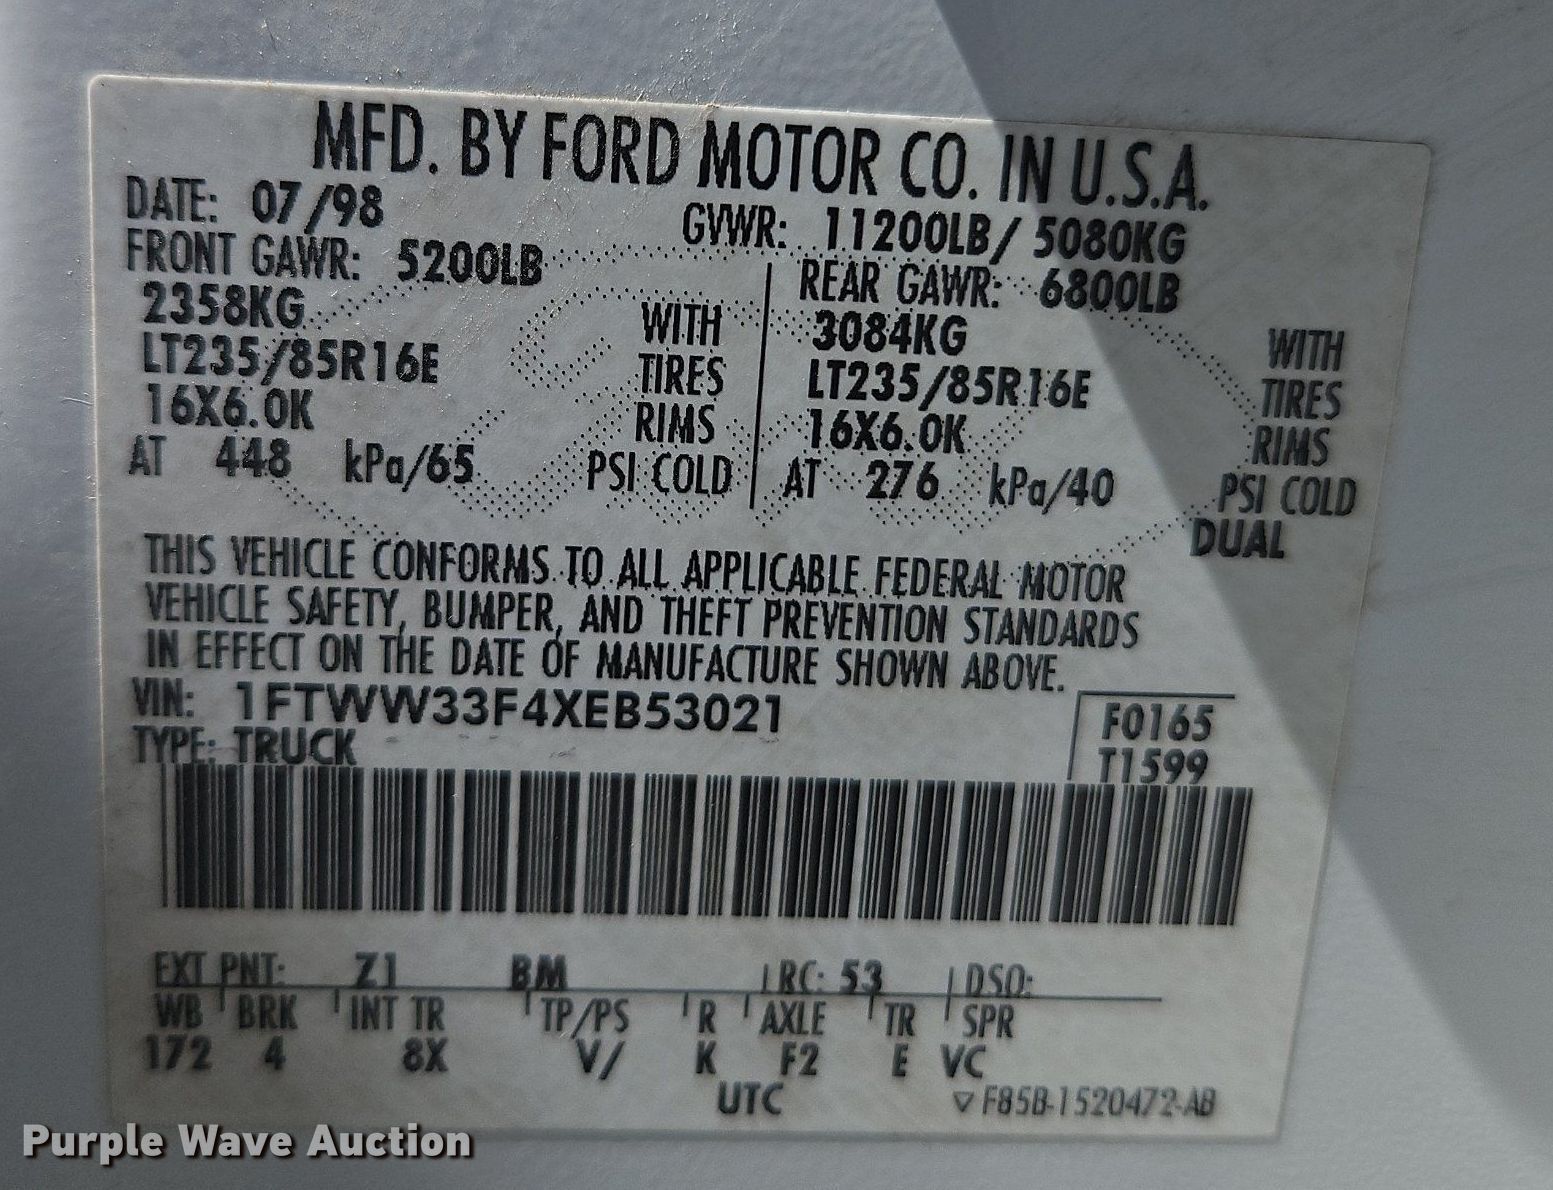 MFD. BY FORD MOTOR CO. IN U.S.A.
DATE: 07/98 GVWR: 11200LB/ 5080KG
FRONT GAWR: 5200LB REAR GAWR: 6800LB
2358KG WITH 3084KG WITH
LT235/85R16E TIRES LT235/85R16E TIRES
16X6.0K RIMS 16X6.0K RIMS
AT 448 kPa/65 PSI COLD AT 276 kPa/40 PSI COLD
DUAL
THIS VEHICLE CONFORMS TO ALL APPLICABLE FEDERAL MOTOR
VEHICLE SAFETY, BUMPER, AND THEFT PREVENTION STANDARDS
IN EFFECT ON THE DATE OF MANUFACTURE SHOWN ABOVE.
VIN: 1FTWW33F4XEB53021 F0165
TYPE: TRUCK T1599
EXT PNT: Z1 BM RC: 53 DSO:
WB BRK INT TR TP/PS R AXLE TR SPR
172 4 8X V/ K F2 E VC
UTC ▽ F85B-1520472-AB
Purple Wave Auction